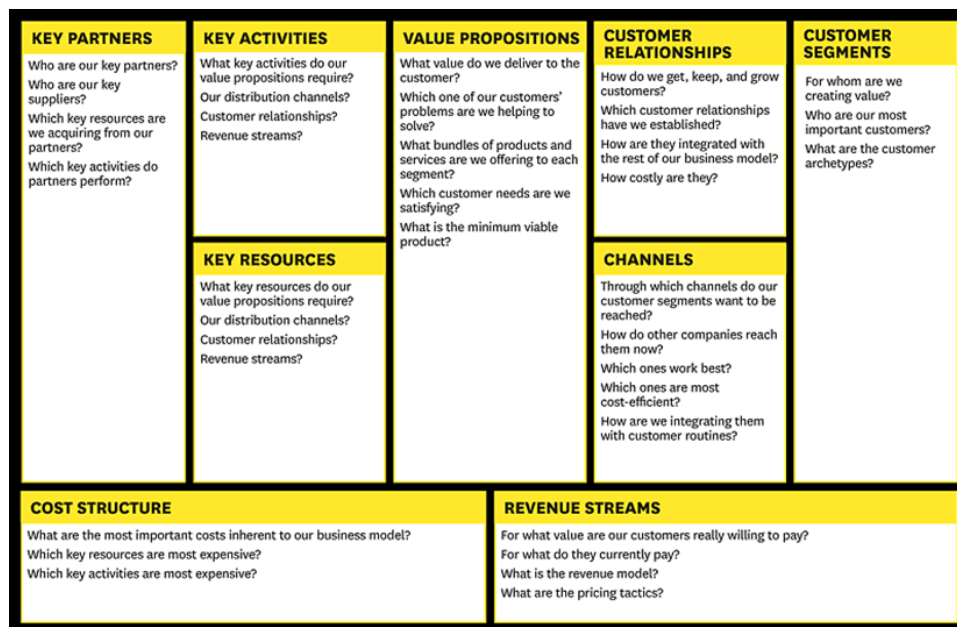 KEY PARTNERS
Who are our key partners?
Who are our key
suppliers?
Which key resources are
we acquiring from our
partners?
Which key activities do
partners perform?
KEY ACTIVITIES
What key activities do our
value propositions require?
Our distribution channels?
Customer relationships?
Revenue streams?
KEY RESOURCES
What key resources do our
value propositions require?
Our distribution channels?
Customer relationships?
Revenue streams?
VALUE PROPOSITIONS
What value do we deliver to the
customer?
Which one of our customers’
problems are we helping to
solve?
What bundles of products and
services are we offering to each
segment?
Which customer needs are we
satisfying?
What is the minimum viable
product?
CUSTOMER
RELATIONSHIPS
How do we get, keep, and grow
customers?
Which customer relationships
have we established?
How are they integrated with
the rest of our business model?
How costly are they?
CHANNELS
Through which channels do our
customer segments want to be
reached?
How do other companies reach
them now?
Which ones work best?
Which ones are most
cost-efficient?
How are we integrating them
with customer routines?
CUSTOMER
SEGMENTS
For whom are we
creating value?
Who are our most
important customers?
What are the customer
archetypes?
COST STRUCTURE
What are the most important costs inherent to our business model?
Which key resources are most expensive?
Which key activities are most expensive?
REVENUE STREAMS
For what value are our customers really willing to pay?
For what do they currently pay?
What is the revenue model?
What are the pricing tactics?